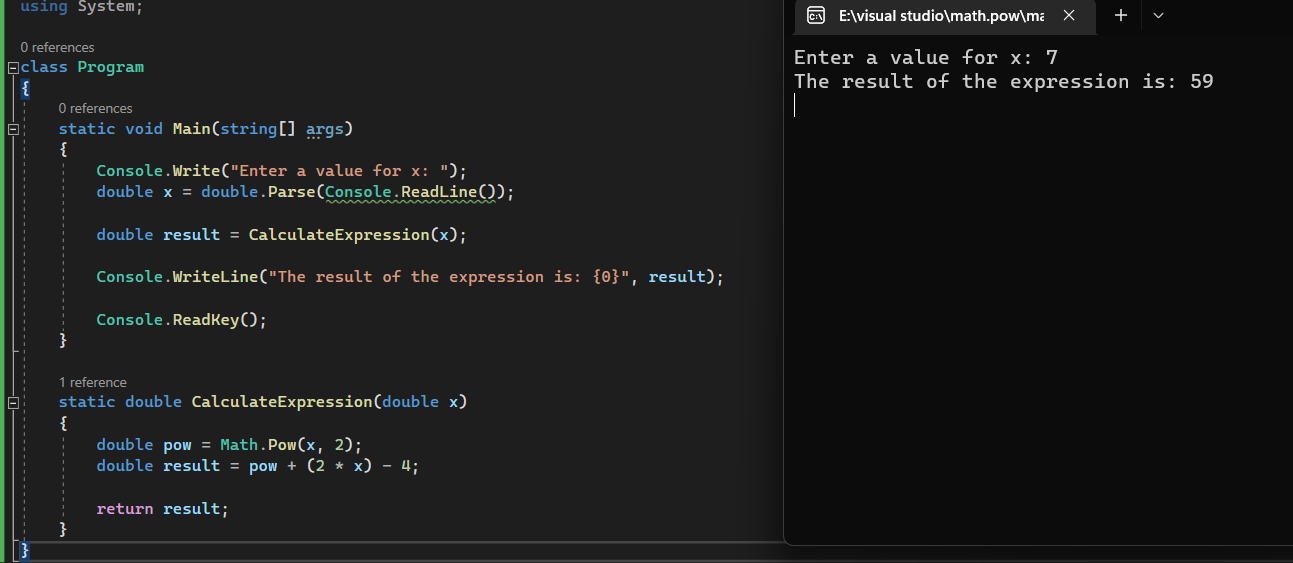 using System;
0 references
class Program
{
0 references
static void Main(string[] args)
{
Console.Write("Enter a value for x: ");
double x = double.Parse(Console.ReadLine());
double result = CalculateExpression(x);
Console.WriteLine("The result of the expression is: {0}", result);
Console.ReadKey();
}
1 reference
static double CalculateExpression(double x)
{
double pow = Math.Pow(x, 2);
double result = pow + (2 * x) - 4;
return result;
}
}
E:\visual studio\math.pow\ma
Enter a value for x: 7
The result of the expression is: 59